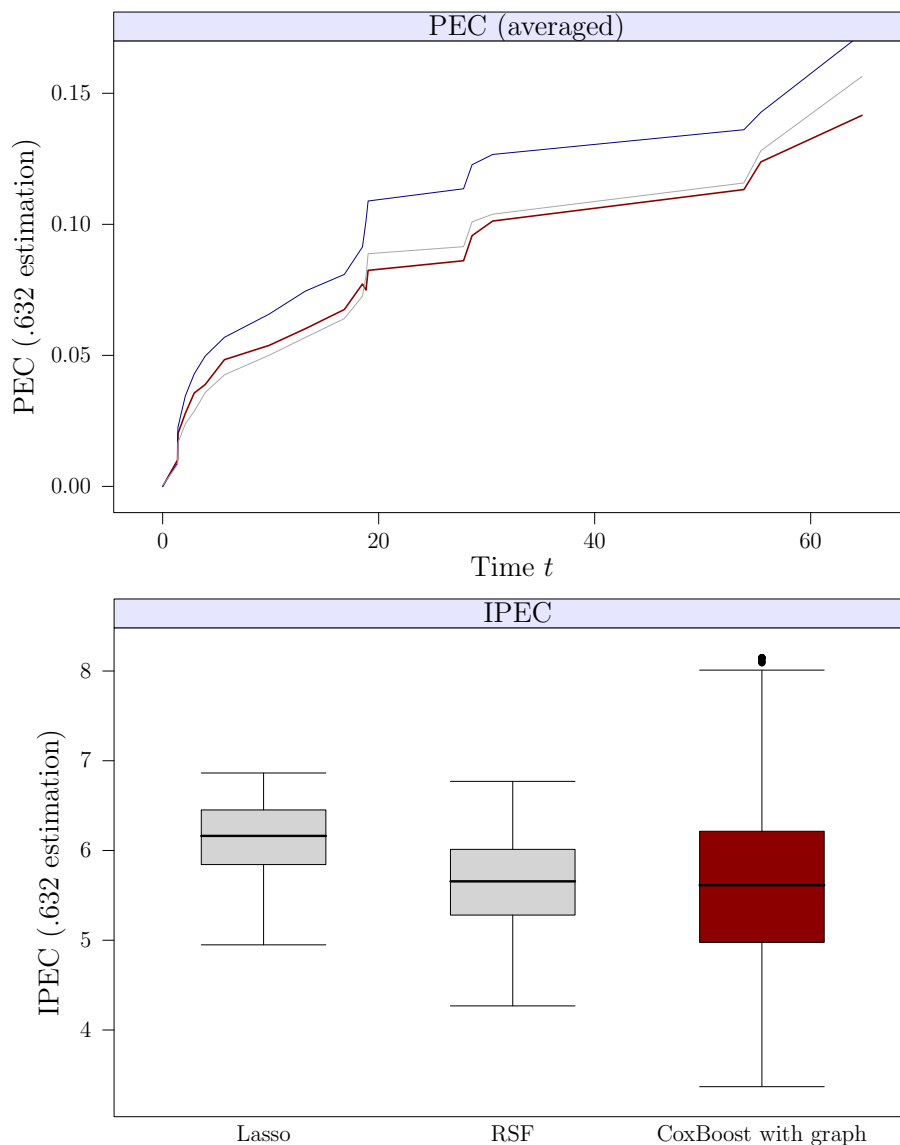 PEC (averaged)
PEC (.632 estimation)
0.15
0.10
0.05
0.00
0 20 40 60
Time t
IPEC
IPEC (.632 estimation)
8
7
6
5
4
Lasso RSF CoxBoost with graph